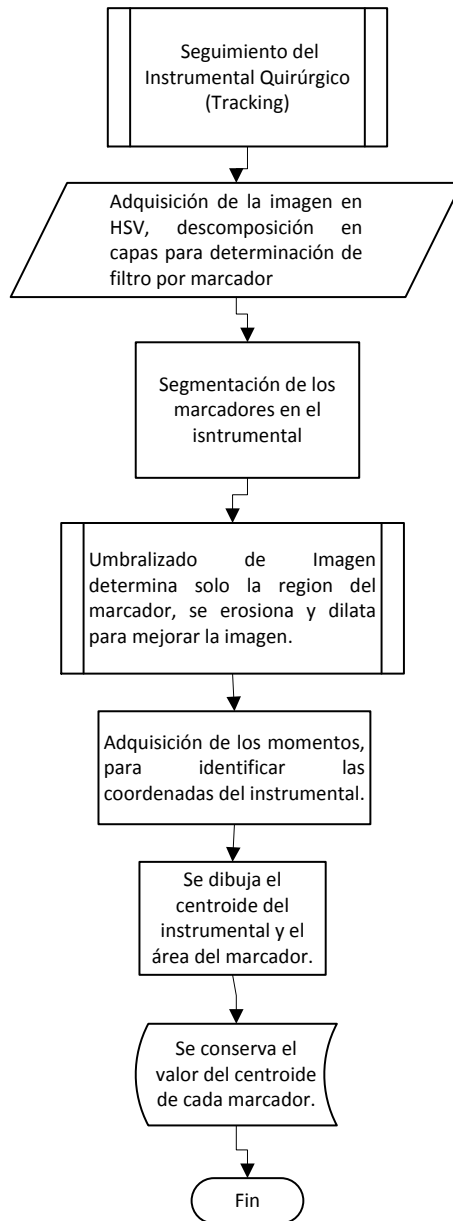 Seguimiento del
Instrumental Quirúrgico
(Tracking)
Adquisición de la imagen en
HSV, descomposición en
capas para determinación de
filtro por marcador
Segmentación de los
marcadores en el
isntrumental
Umbralizado de Imagen
determina solo la region del
marcador, se erosiona y dilata
para mejorar la imagen.
Adquisición de los momentos,
para identificar las
coordenadas del instrumental.
Se dibuja el
centroide del
instrumental y el
área del marcador.
Se conserva el
valor del centroide
de cada marcador.
Fin